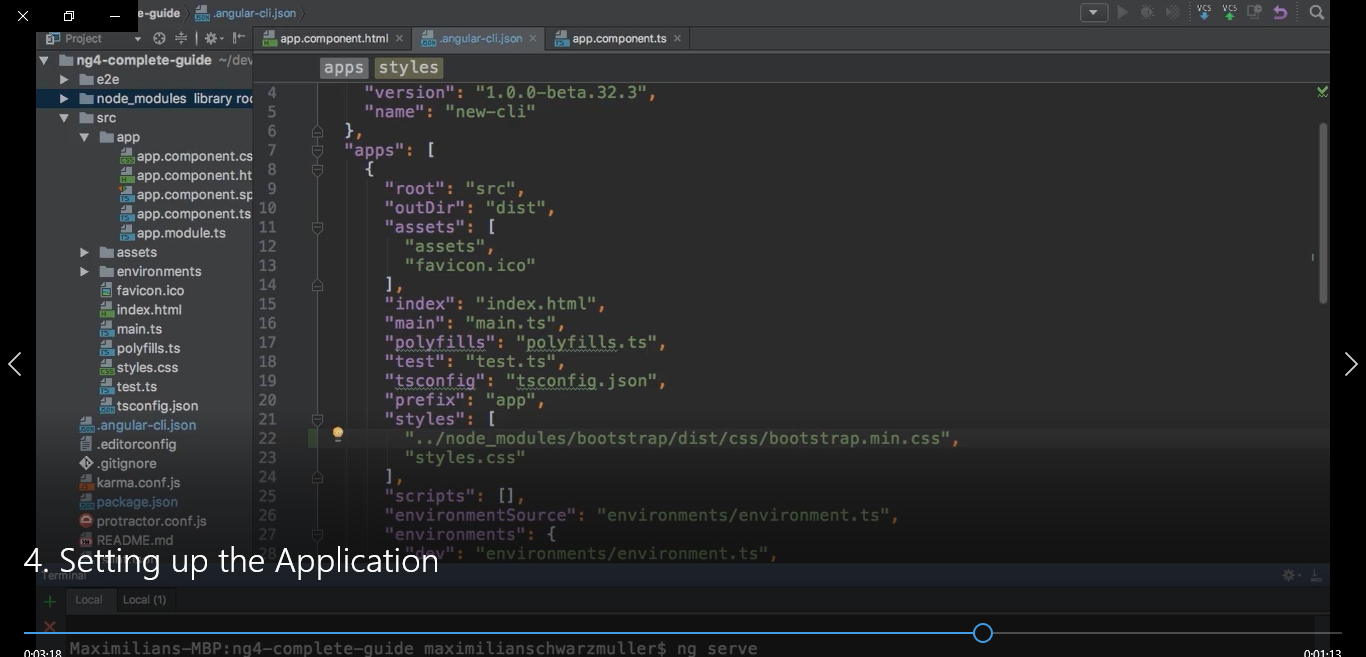 e-guide .angular-cli.json
VCS VCS
Project app.component.html .angular-cli.json app.component.ts
ng4-complete-guide ~/dev
apps styles
e2e
node_modules library roo
src
app
app.component.cs
app.component.ht
app.component.sp
app.component.ts
app.module.ts
assets
environments
favicon.ico
index.html
main.ts
polyfills.ts
styles.css
test.ts
tsconfig.json
.angular-cli.json
.editorconfig
.gitignore
karma.conf.js
package.json
protractor.conf.js
README.md
4 "version": "1.0.0-beta.32.3",
5 "name": "new-cli"
6 },
7 "apps": [
8 {
9 "root": "src",
10 "outDir": "dist",
11 "assets": [
12 "assets",
13 "favicon.ico"
14 ],
15 "index": "index.html",
16 "main": "main.ts",
17 "polyfills": "polyfills.ts",
18 "test": "test.ts",
19 "tsconfig": "tsconfig.json",
20 "prefix": "app",
21 "styles": [
22 "../node_modules/bootstrap/dist/css/bootstrap.min.css",
23 "styles.css"
24 ],
25 "scripts": [],
26 "environmentSource": "environments/environment.ts",
27 "environments": {
28 "dev": "environments/environment.ts",
4. Setting up the Application
Terminal
Local Local (1)
Maximilians-MBP:ng4-complete-guide maximilianschwarzmuller$ ng serve
0:03:18 0:01:13